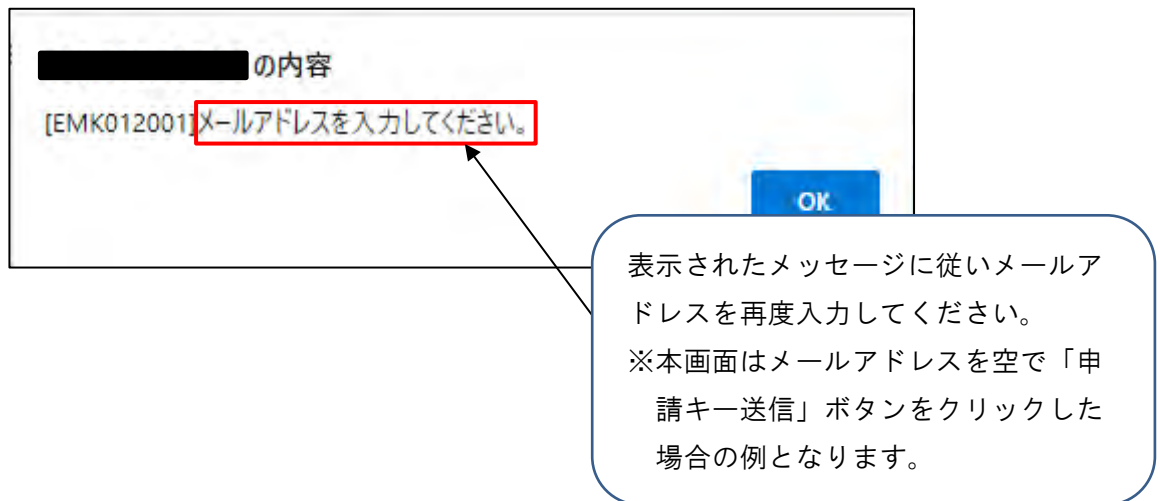 の内容
[EMK012001]メールアドレスを入力してください。
OK
表示されたメッセージに従いメールア
ドレスを再度入力してください。
※本画面はメールアドレスを空で「申
請キー送信」ボタンをクリックした
場合の例となります。